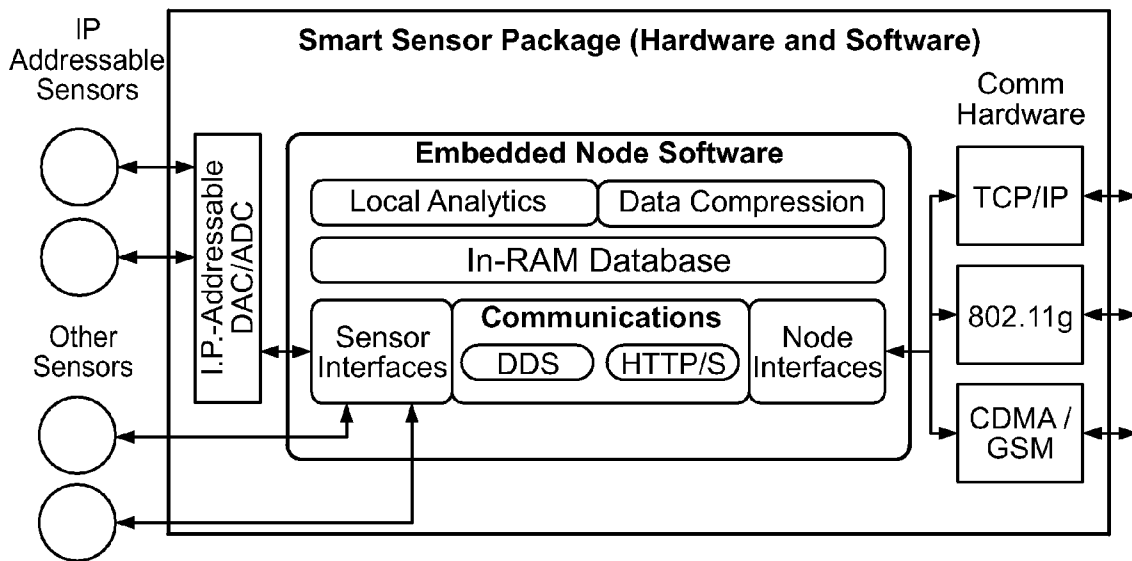 IP
Addressable
Sensors
Smart Sensor Package (Hardware and Software)
Comm
Hardware
I.P.-Addressable
DAC/ADC
Embedded Node Software
Local Analytics
Data Compression
In-RAM Database
Sensor
Interfaces
Communications
DDS
HTTP/S
Node
Interfaces
TCP/IP
802.11g
CDMA /
GSM
Other
Sensors